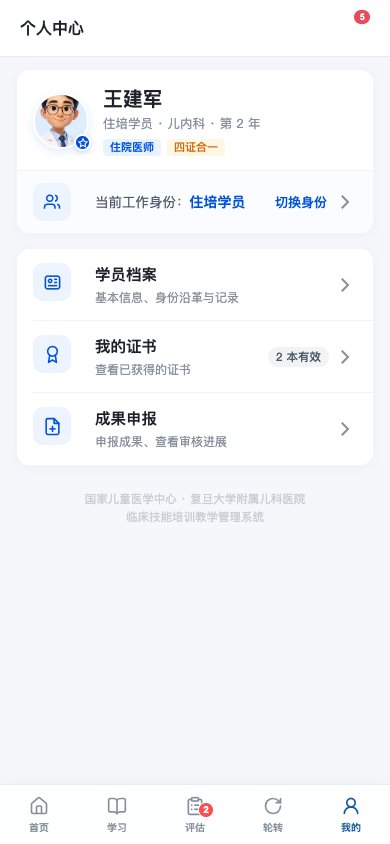 个人中心
5
王建军
住培学员 · 儿内科 · 第 2 年
住院医师 四证合一
当前工作身份: 住培学员 切换身份
学员档案
基本信息、身份沿革与记录
我的证书
查看已获得的证书
2 本有效
成果申报
申报成果、查看审核进展
国家儿童医学中心 · 复旦大学附属儿科医院
临床技能培训教学管理系统
2
首页 学习 评估 轮转 我的